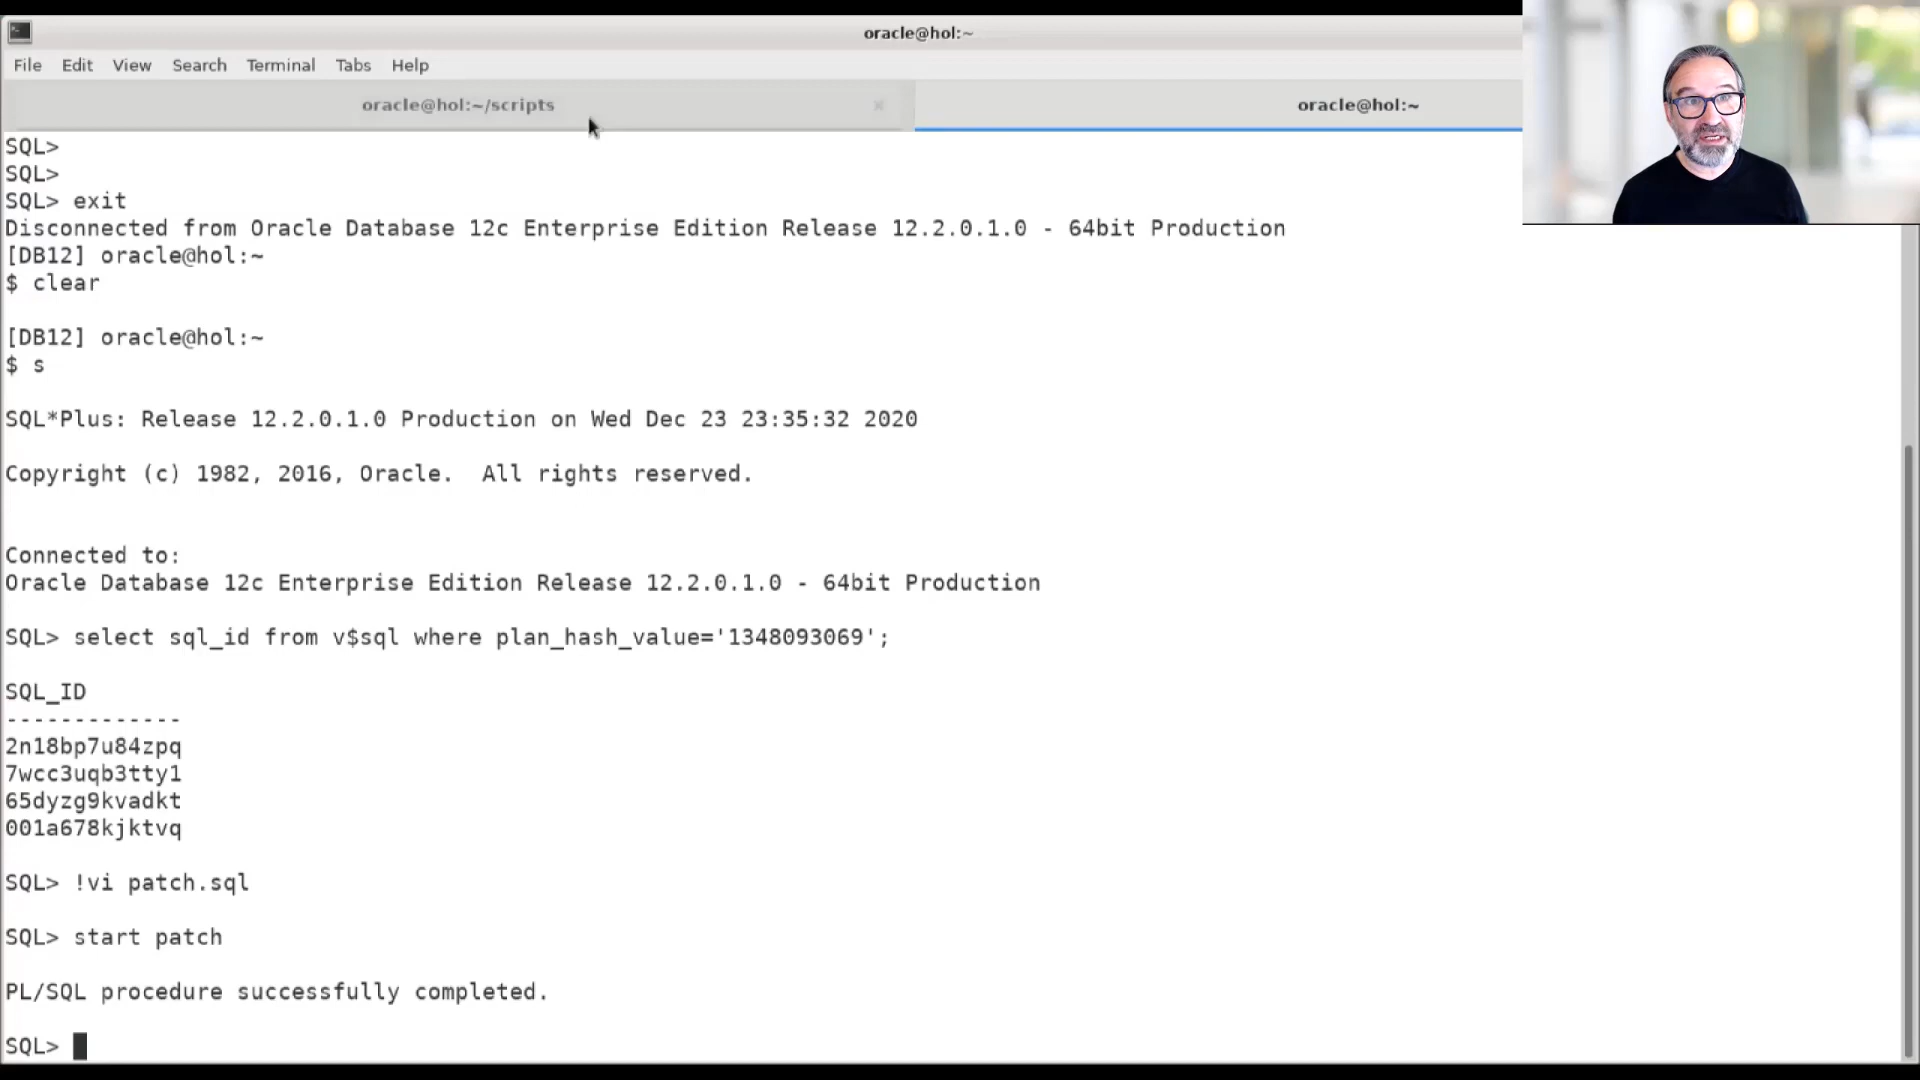 oracle@hol:~
File Edit View Search Terminal Tabs Help
oracle@hol:~/scripts
oracle@hol:~
SQL>
SQL>
SQL> exit
Disconnected from Oracle Database 12c Enterprise Edition Release 12.2.0.1.0 - 64bit Production
[DB12] oracle@hol:~
$ clear
[DB12] oracle@hol:~
$ s
SQL*Plus: Release 12.2.0.1.0 Production on Wed Dec 23 23:35:32 2020
Copyright (c) 1982, 2016, Oracle.  All rights reserved.
Connected to:
Oracle Database 12c Enterprise Edition Release 12.2.0.1.0 - 64bit Production
SQL> select sql_id from v$sql where plan_hash_value='1348093069';
SQL_ID
-------------
2n18bp7u84zpq
7wcc3uqb3tty1
65dyzg9kvadkt
001a678kjktvq
SQL> !vi patch.sql
SQL> start patch
PL/SQL procedure successfully completed.
SQL>